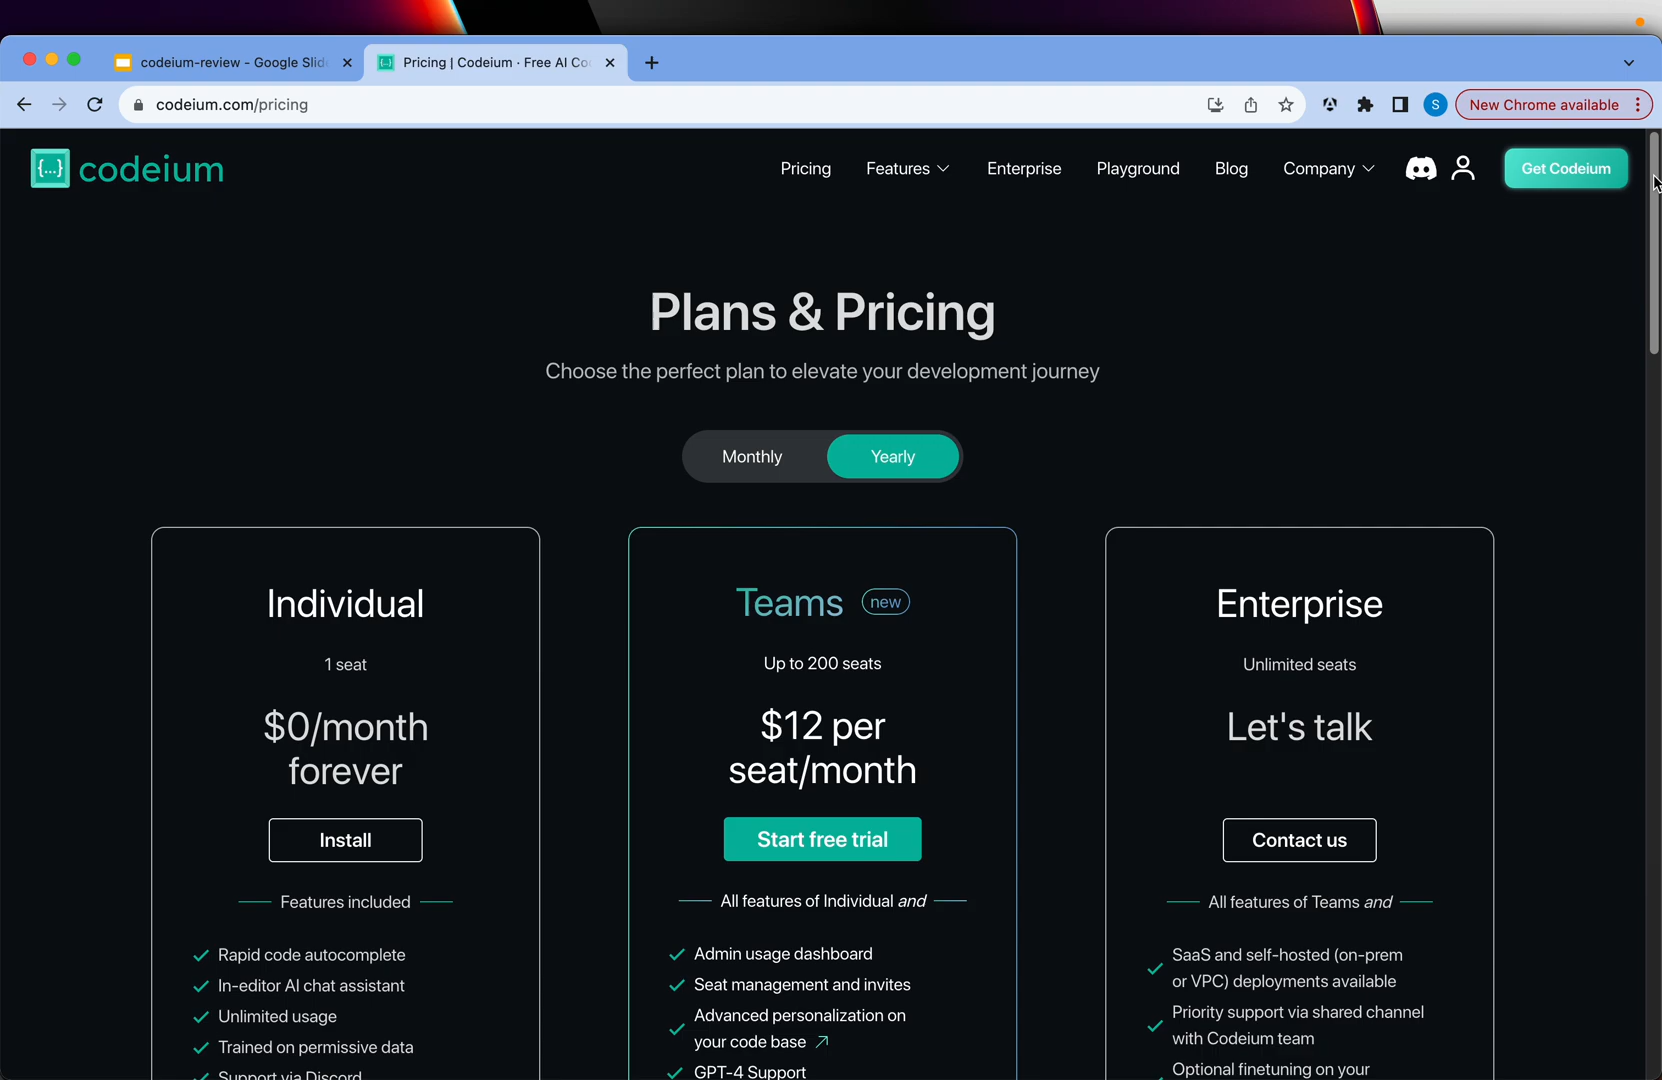 codeium-review - Google Slid
Pricing | Codeium · Free AI Co
codeium.com/pricing
S
New Chrome available
{...} codeium
Pricing
Features
Enterprise
Playground
Blog
Company
Get Codeium
Plans & Pricing
Choose the perfect plan to elevate your development journey
Monthly
Yearly
Individual
1 seat
$0/month
forever
Install
Features included
Rapid code autocomplete
In-editor AI chat assistant
Unlimited usage
Trained on permissive data
Support via Discord
Teams new
Up to 200 seats
$12 per
seat/month
Start free trial
All features of Individual and
Admin usage dashboard
Seat management and invites
Advanced personalization on
your code base
GPT-4 Support
Enterprise
Unlimited seats
Let's talk
Contact us
All features of Teams and
SaaS and self-hosted (on-prem
or VPC) deployments available
Priority support via shared channel
with Codeium team
Optional finetuning on your